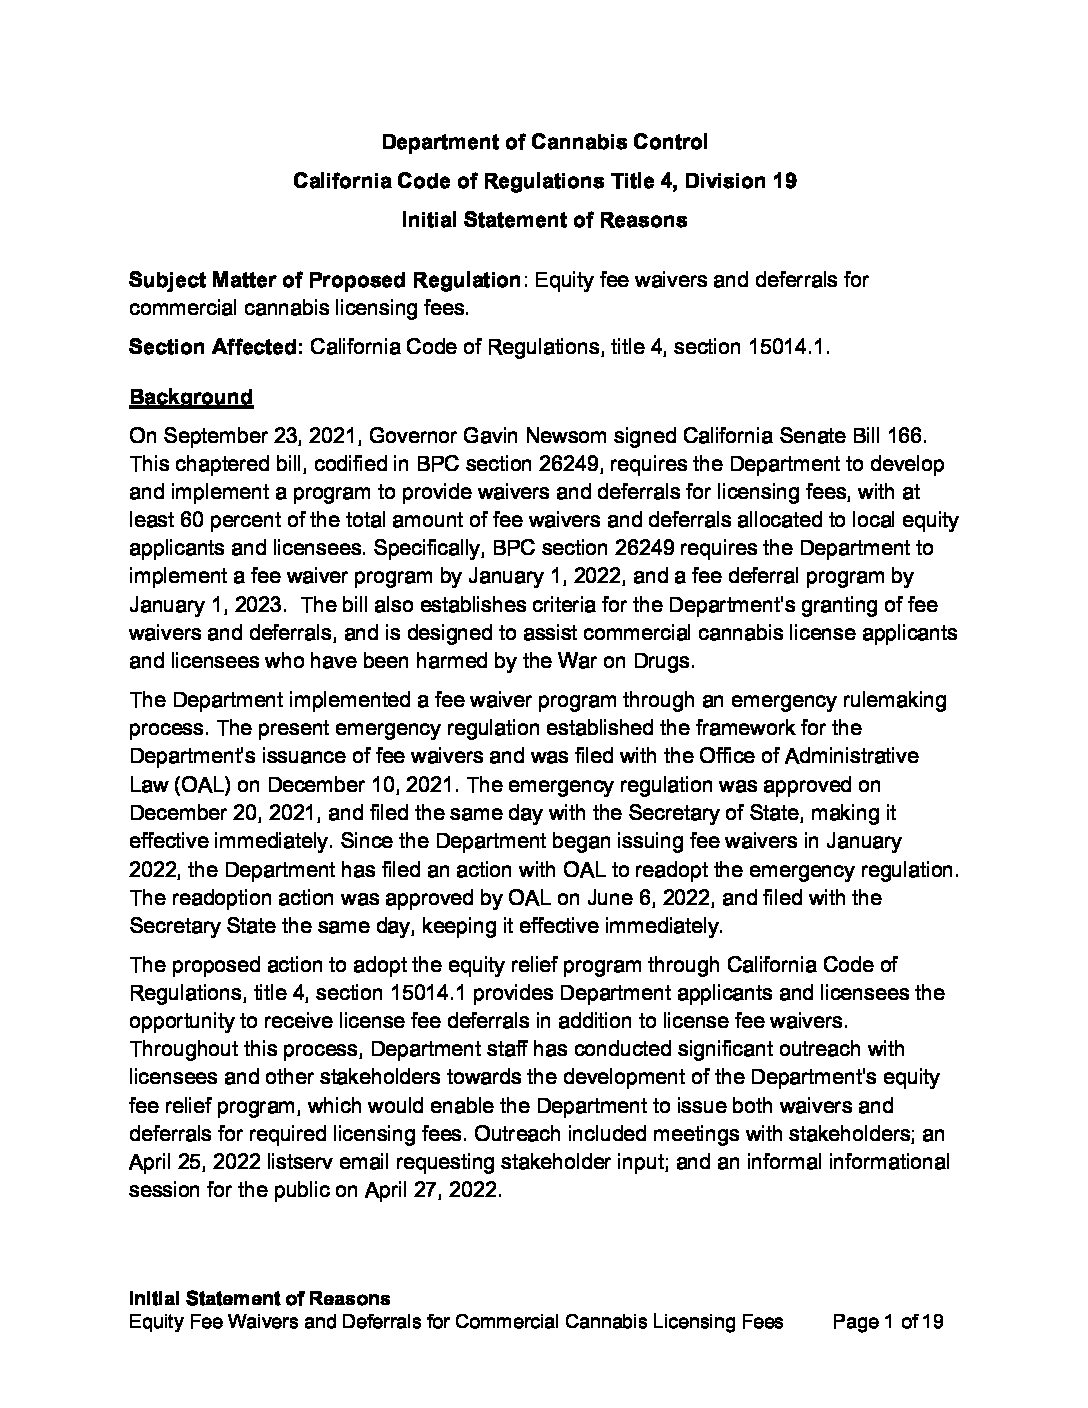 Department of Cannabis Control
California Code of Regulations Title 4, Division 19
Initial Statement of Reasons
Subject Matter of Proposed Regulation: Equity fee waivers and deferrals for
commercial cannabis licensing fees.
Section Affected: California Code of Regulations, title 4, section 15014.1.
Background
On September 23, 2021, Governor Gavin Newsom signed California Senate Bill 166.
This chaptered bill, codified in BPC section 26249, requires the Department to develop
and implement a program to provide waivers and deferrals for licensing fees, with at
least 60 percent of the total amount of fee waivers and deferrals allocated to local equity
applicants and licensees. Specifically, BPC section 26249 requires the Department to
implement a fee waiver program by January 1, 2022, and a fee deferral program by
January 1, 2023.  The bill also establishes criteria for the Department's granting of fee
waivers and deferrals, and is designed to assist commercial cannabis license applicants
and licensees who have been harmed by the War on Drugs.
The Department implemented a fee waiver program through an emergency rulemaking
process. The present emergency regulation established the framework for the
Department's issuance of fee waivers and was filed with the Office of Administrative
Law (OAL) on December 10, 2021. The emergency regulation was approved on
December 20, 2021, and filed the same day with the Secretary of State, making it
effective immediately. Since the Department began issuing fee waivers in January
2022, the Department has filed an action with OAL to readopt the emergency regulation.
The readoption action was approved by OAL on June 6, 2022, and filed with the
Secretary State the same day, keeping it effective immediately.
The proposed action to adopt the equity relief program through California Code of
Regulations, title 4, section 15014.1 provides Department applicants and licensees the
opportunity to receive license fee deferrals in addition to license fee waivers.
Throughout this process, Department staff has conducted significant outreach with
licensees and other stakeholders towards the development of the Department's equity
fee relief program, which would enable the Department to issue both waivers and
deferrals for required licensing fees. Outreach included meetings with stakeholders; an
April 25, 2022 listserv email requesting stakeholder input; and an informal informational
session for the public on April 27, 2022.
Initial Statement of Reasons
Equity Fee Waivers and Deferrals for Commercial Cannabis Licensing Fees Page 1 of 19